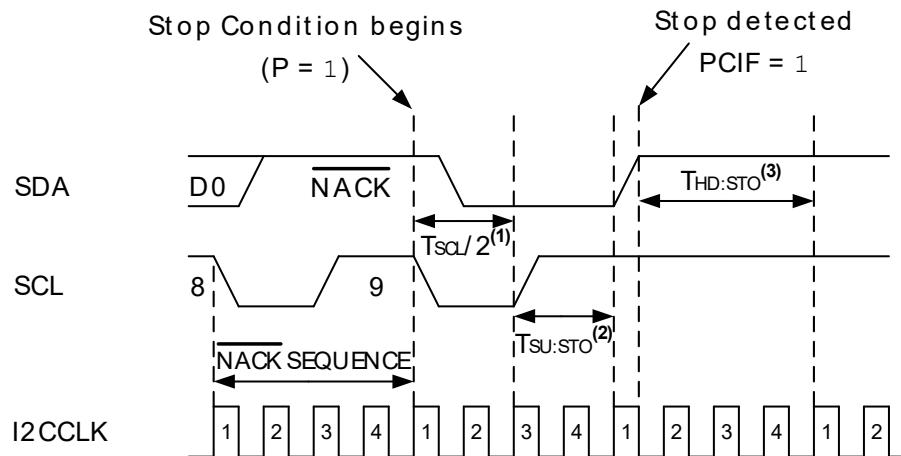 Stop Condition begins
(P = 1)
Stop detected
PCIF = 1
SDA
D0
NACK
THD:STO(3)
TSCL/2(1)
SCL
8
9
TSU:STO(2)
NACK SEQUENCE
I2CCLK
1 2 3 4 1 2 3 4 1 2 3 4 1 2